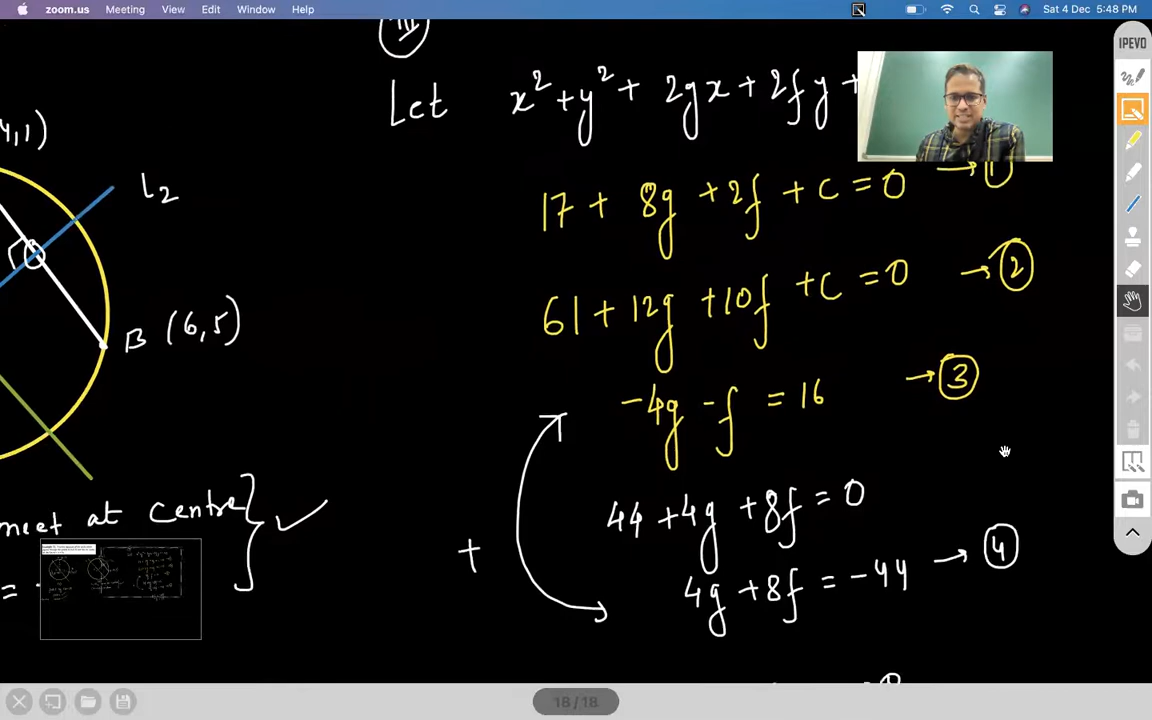 zoom.us Meeting View Edit Window Help Sat 4 Dec 5:48 PM
IPEVO
III
Let x² + y² + 2gx + 2fy +
,1)
L2
17 + 8g + 2f + c = 0 → 1
61 + 12g + 10f + c = 0 → 2
B (6,5)
-4g - f = 16 → 3
44 + 4g + 8f = 0
meet at centre
+
4g + 8f = -44 → 4
=
18 / 18